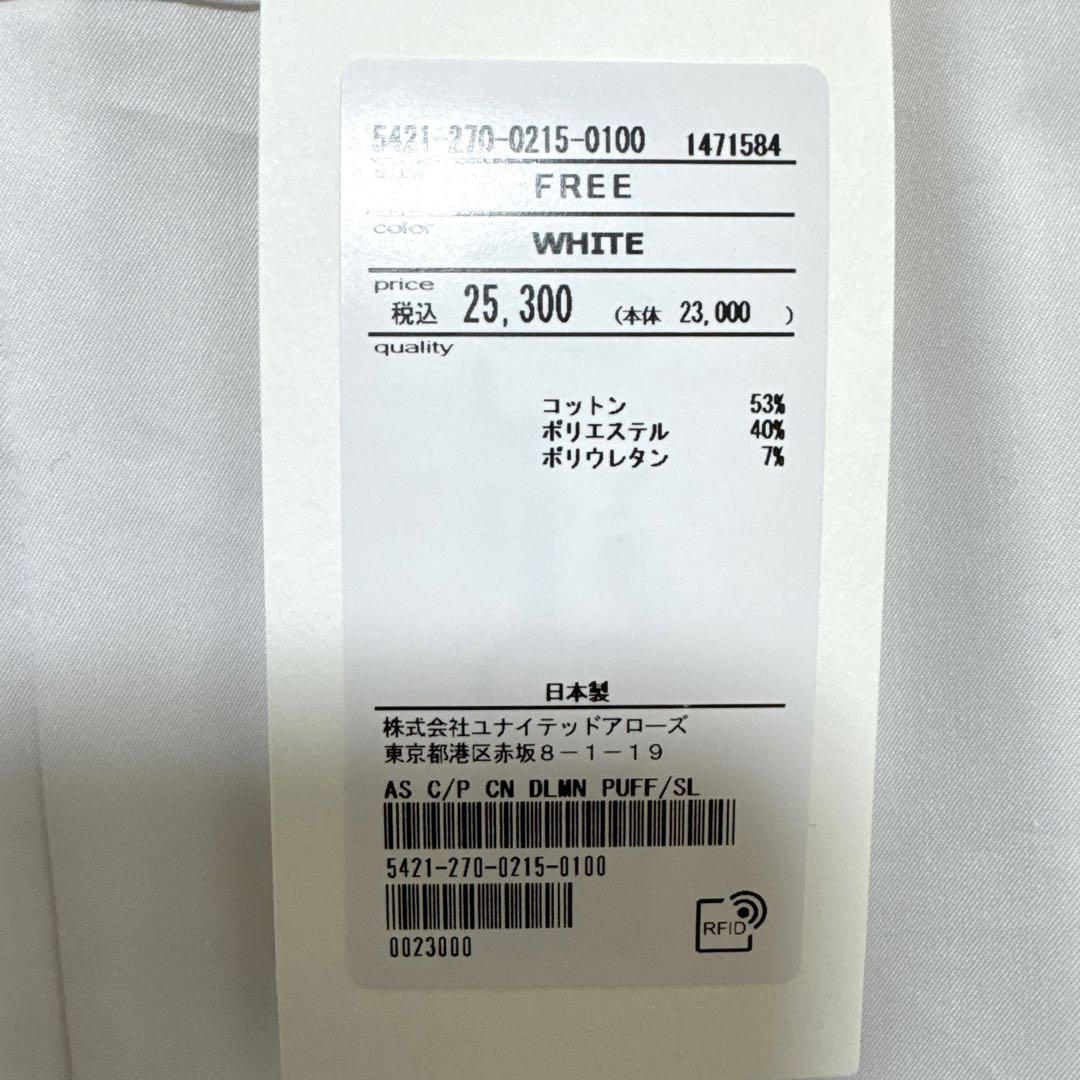 5421-270-0215-0100 1471584
FREE
color WHITE
price
税込 25,300 (本体 23,000 )
quality
コットン 53%
ポリエステル 40%
ポリウレタン 7%
日本製
株式会社ユナイテッドアローズ
東京都港区赤坂8-1-19
AS C/P CN DLMN PUFF/SL
5421-270-0215-0100
0023000
RFID